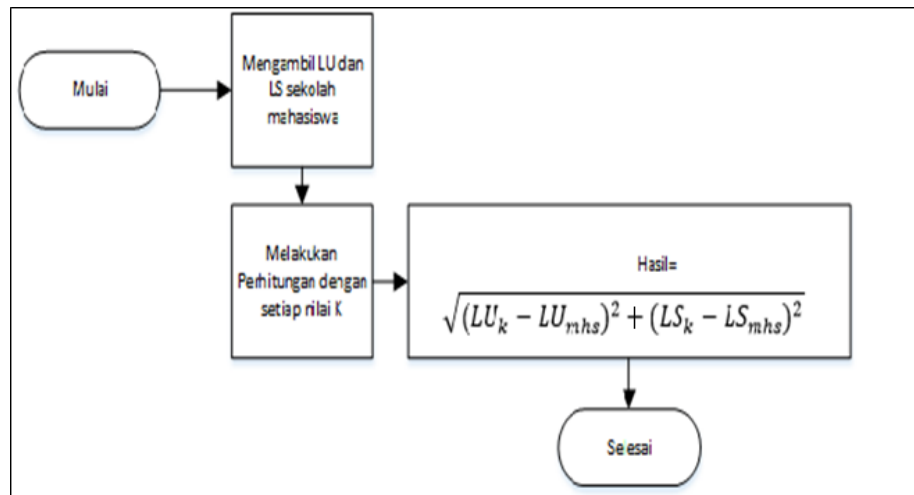 Mulai
Mengambil LU dan
LS sekolah
mahasiswa
Melakukan
Perhitungan dengan
setiap nilai K
Hasil=
√(LU_k − LU_mhs)² + (LS_k − LS_mhs)²
Selesai